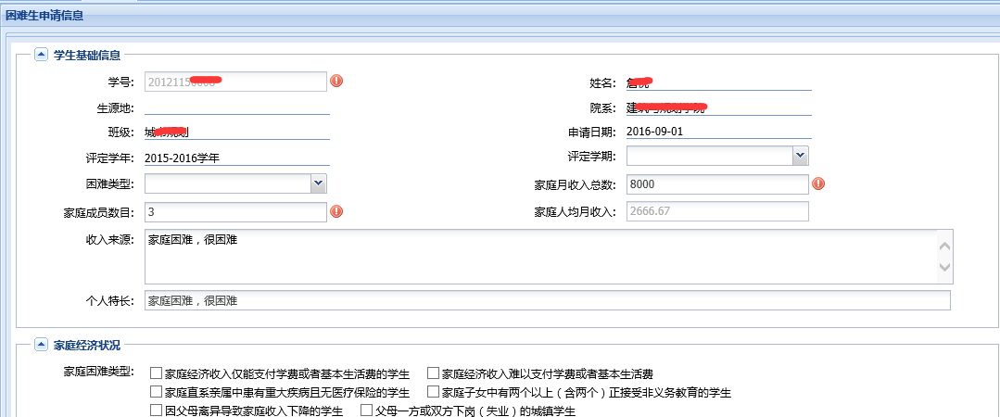 困难生申请信息
学生基础信息
学号: 20121150 姓名:
生源地: 院系:
班级: 申请日期: 2016-09-01
评定学年: 2015-2016学年 评定学期:
困难类型: 家庭月收入总数: 8000
家庭成员数目: 3 家庭人均月收入: 2666.67
收入来源: 家庭困难，很困难
个人特长: 家庭困难，很困难
家庭经济状况
家庭困难类型: 家庭经济收入仅能支付学费或者基本生活费的学生 家庭经济收入难以支付学费或者基本生活费
家庭直系亲属中患有重大疾病且无医疗保险的学生 家庭子女中有两个以上（含两个）正接受非义务教育的学生
因父母离异导致家庭收入下降的学生 父母一方或双方下岗（失业）的城镇学生